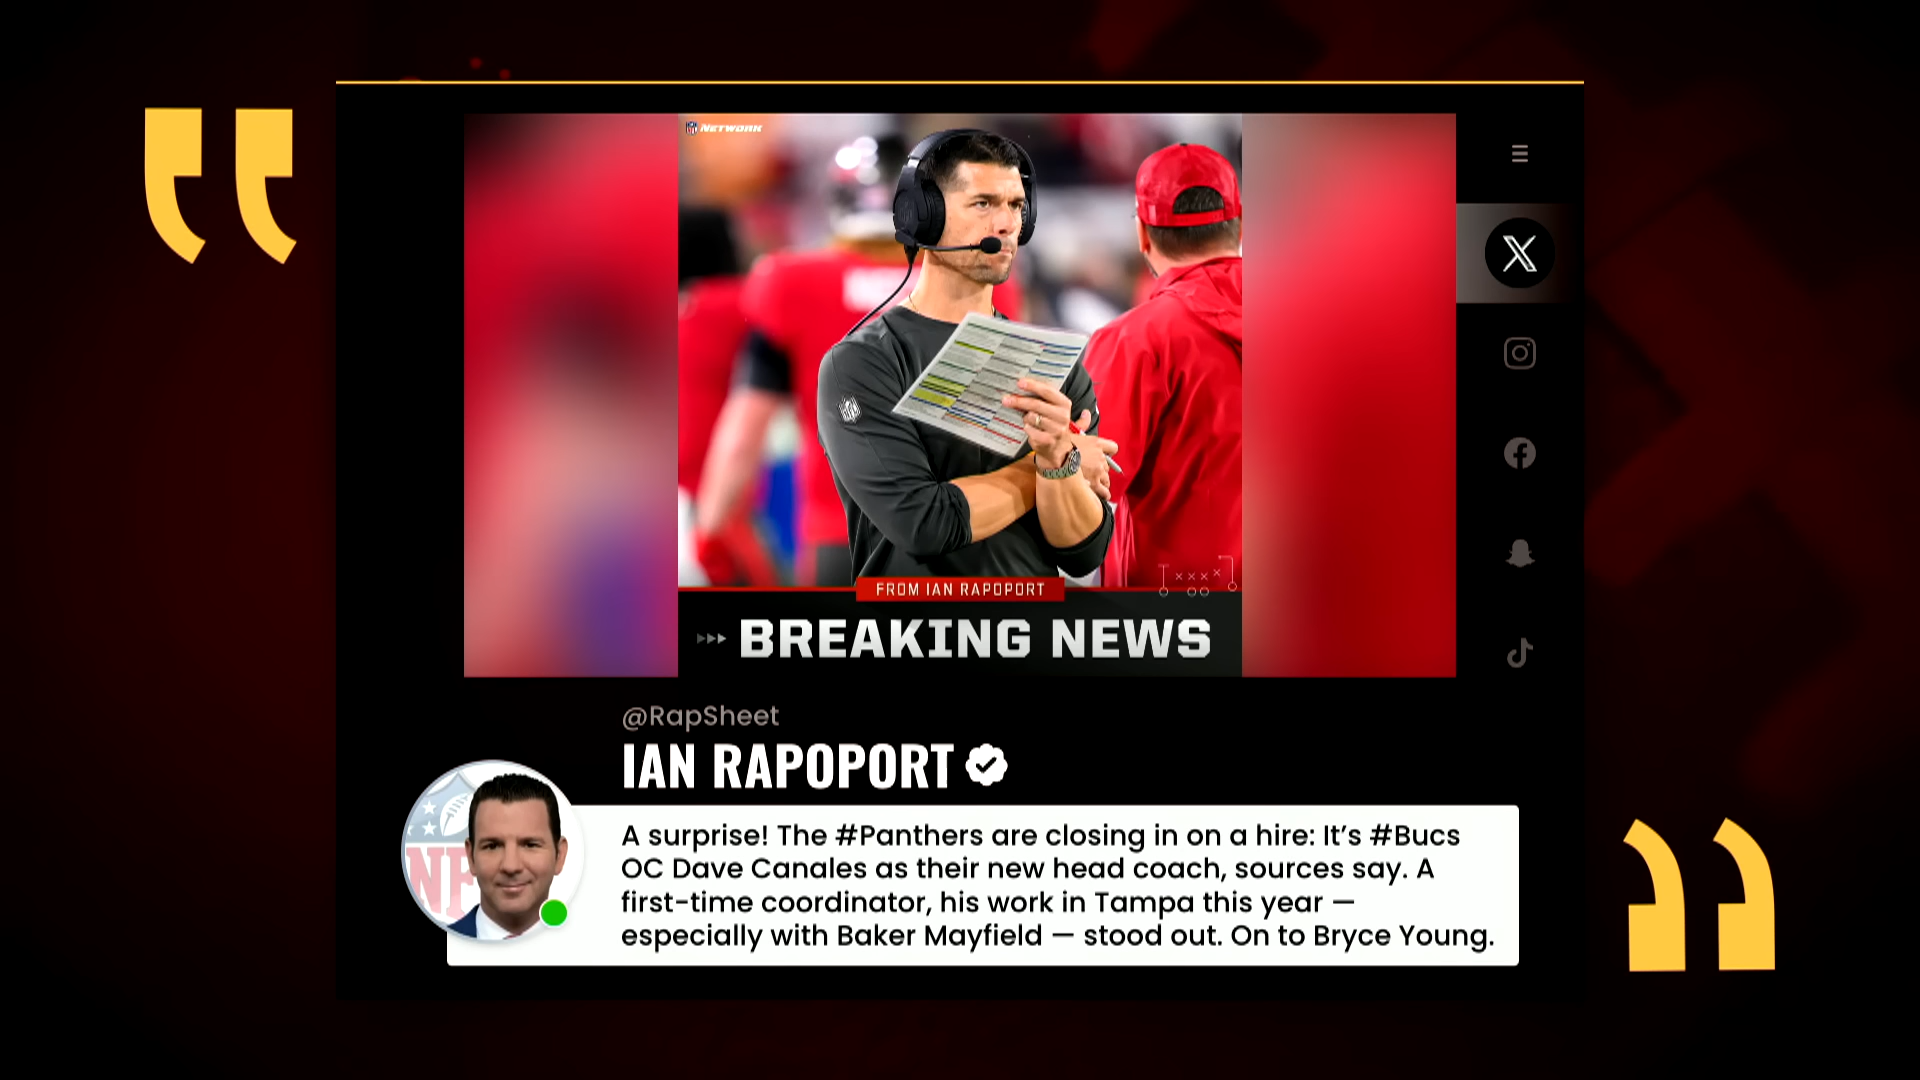 NETWORK
FROM IAN RAPOPORT
BREAKING NEWS
@RapSheet
IAN RAPOPORT
A surprise! The #Panthers are closing in on a hire: It’s #Bucs
OC Dave Canales as their new head coach, sources say. A
first-time coordinator, his work in Tampa this year —
especially with Baker Mayfield — stood out. On to Bryce Young.